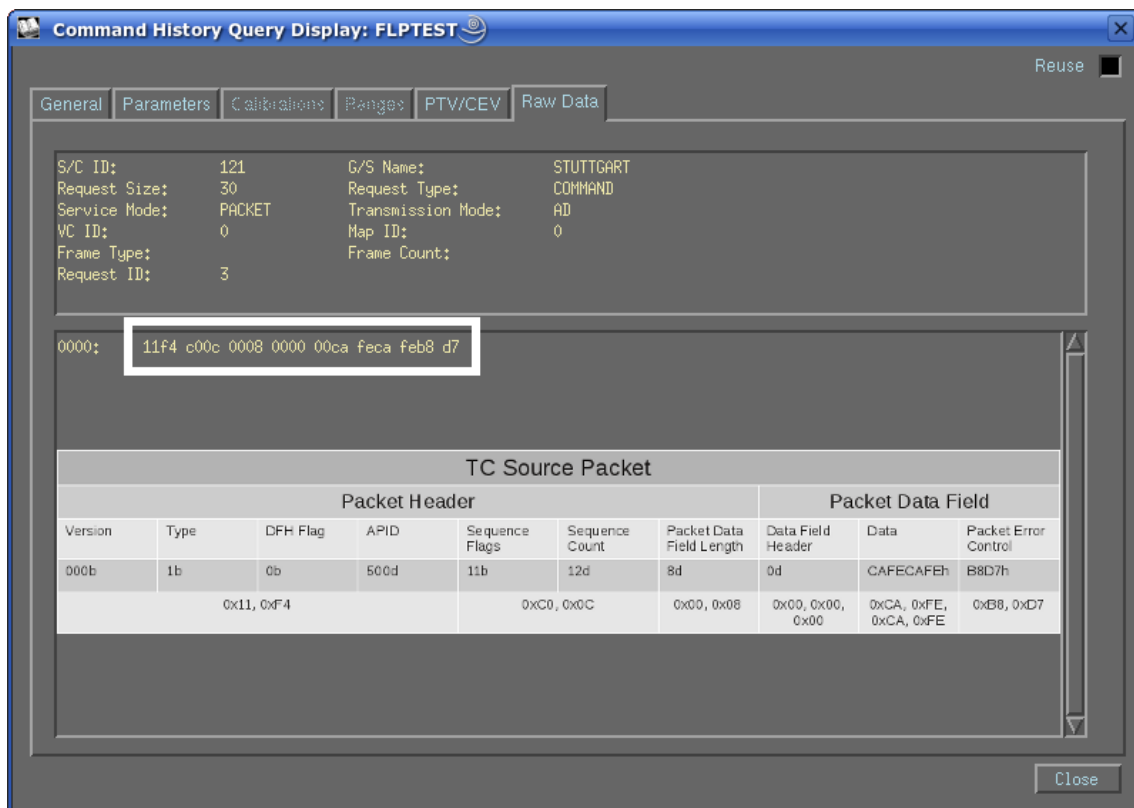 Command History Query Display: FLPTEST
Reuse
General Parameters Calibrations Ranges PTV/CEV Raw Data
S/C ID: 121 G/S Name: STUTTGART
Request Size: 30 Request Type: COMMAND
Service Mode: PACKET Transmission Mode: AD
VC ID: 0 Map ID: 0
Frame Type: Frame Count:
Request ID: 3
0000: 11f4 c00c 0008 0000 00ca feca feb8 d7
TC Source Packet
Packet Header Packet Data Field
Version Type DFH Flag APID Sequence Flags Sequence Count Packet Data Field Length Data Field Header Data Packet Error Control
000b 1b 0b 500d 11b 12d 8d 0d CAFECAFEh B8D7h
0x11, 0xF4 0xC0, 0x0C 0x00, 0x08 0x00, 0x00, 0x00 0xCA, 0xFE, 0xCA, 0xFE 0xB8, 0xD7
Close